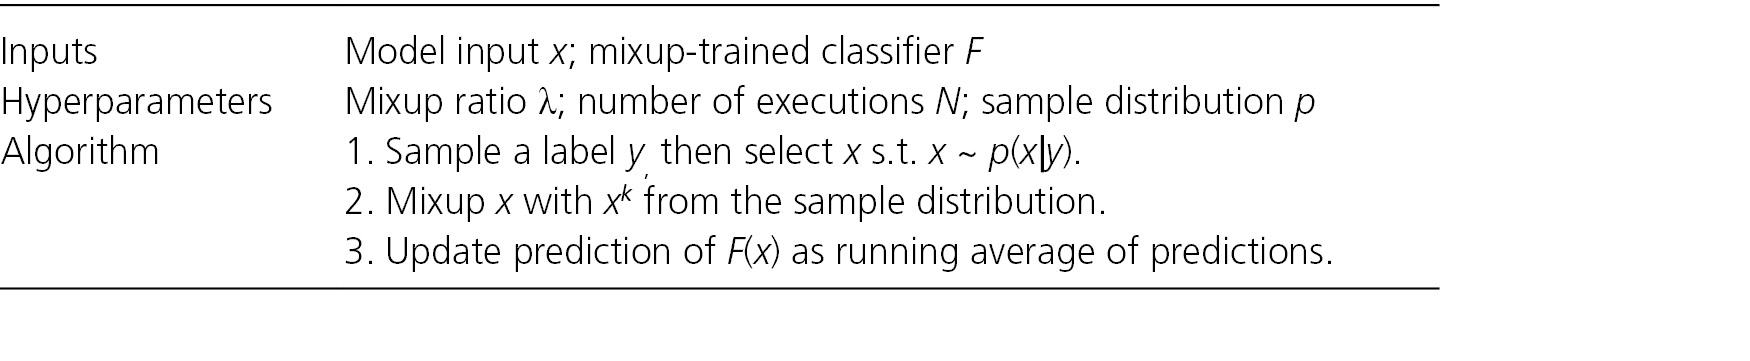 Inputs Model input x; mixup-trained classifier F
Hyperparameters Mixup ratio λ; number of executions N; sample distribution p
Algorithm 1. Sample a label y, then select x s.t. x ~ p(x|y).
2. Mixup x with xᵏ from the sample distribution.
3. Update prediction of F(x) as running average of predictions.